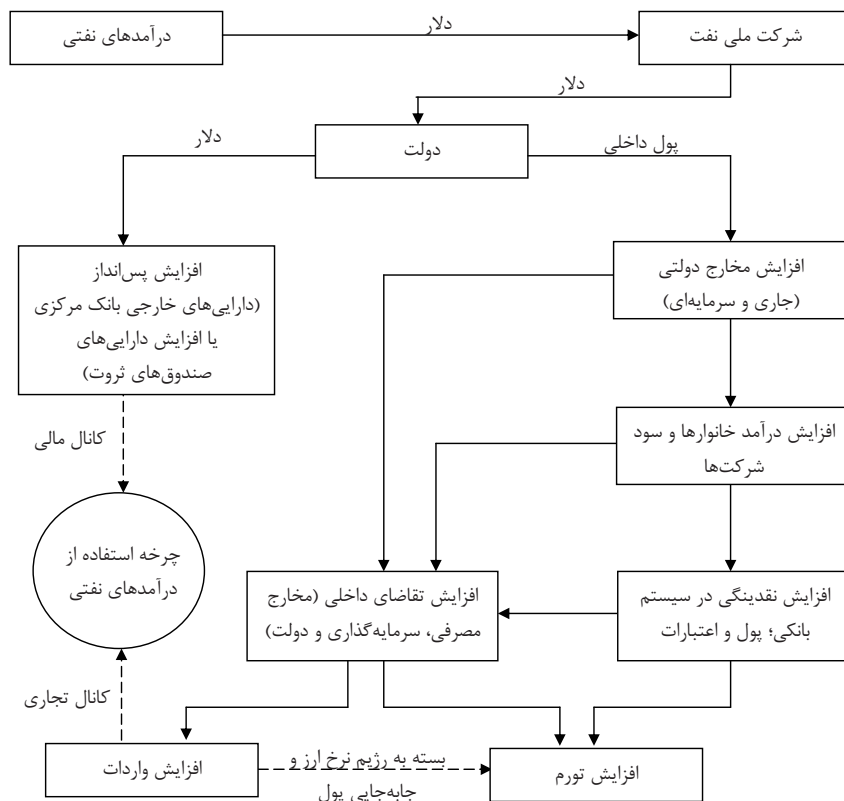 درآمدهای نفتی
دلار
شرکت ملی نفت
دلار
دولت
دلار
پول داخلی
افزایش پس‌انداز
(دارایی‌های خارجی بانک مرکزی
یا افزایش دارایی‌های
صندوق‌های ثروت)
افزایش مخارج دولتی
(جاری و سرمایه‌ای)
کانال مالی
افزایش درآمد خانوارها و سود
شرکت‌ها
چرخه استفاده از
درآمدهای نفتی
افزایش تقاضای داخلی (مخارج
مصرفی، سرمایه‌گذاری و دولت)
افزایش نقدینگی در سیستم
بانکی؛ پول و اعتبارات
کانال تجاری
افزایش واردات
بسته به رژیم نرخ ارز و
جابه‌جایی پول
افزایش تورم